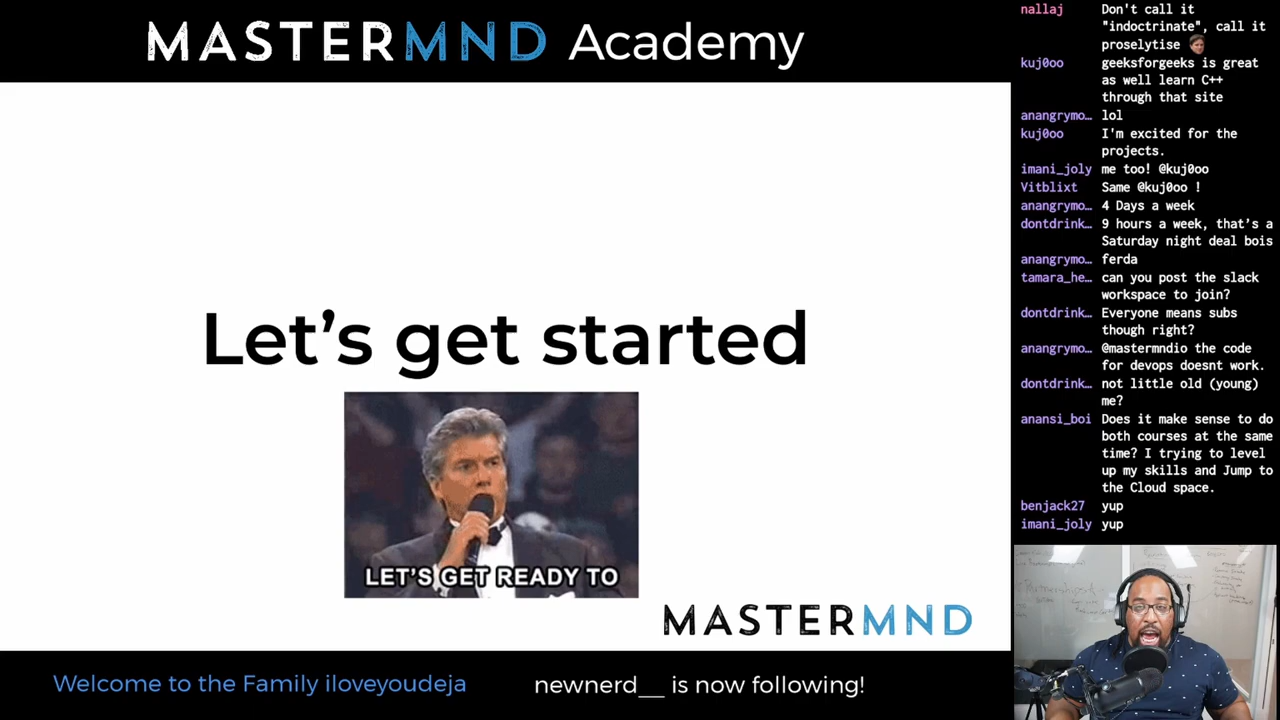 MASTERMND Academy
Let's get started
LET'S GET READY TO
MASTERMND
Welcome to the Family iloveyoudeja
newnerd__ is now following!
nallaj Don't call it
"indoctrinate", call it
proselytise
kuj0oo geeksforgeeks is great
as well learn C++
through that site
anangrymo… lol
kuj0oo I'm excited for the
projects.
imani_joly me too! @kuj0oo
Vitblixt Same @kuj0oo !
anangrymo… 4 Days a week
dontdrink… 9 hours a week, that's a
Saturday night deal bois
anangrymo… ferda
tamara_he… can you post the slack
workspace to join?
dontdrink… Everyone means subs
though right?
anangrymo… @mastermndio the code
for devops doesnt work.
dontdrink… not little old (young)
me?
anansi_boi Does it make sense to do
both courses at the same
time? I trying to level
up my skills and Jump to
the Cloud space.
benjack27 yup
imani_joly yup